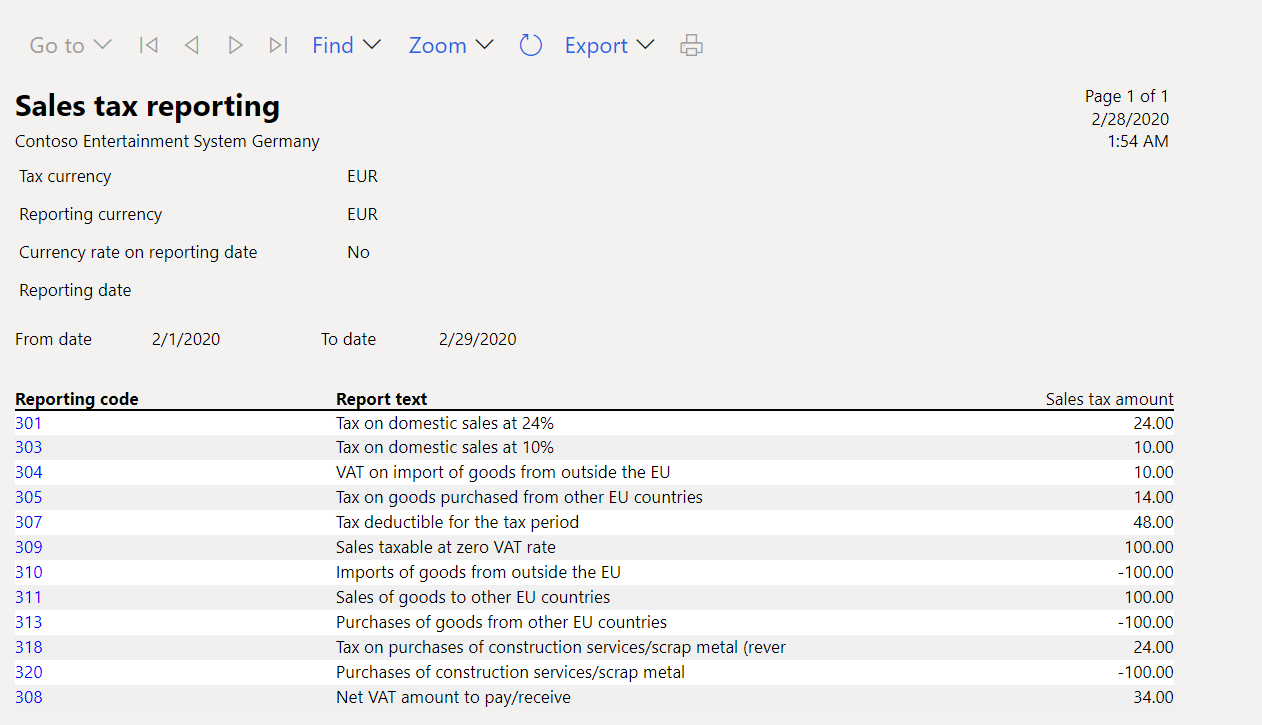 Go to Find Zoom Export
Sales tax reporting
Page 1 of 1
2/28/2020
Contoso Entertainment System Germany
1:54 AM
Tax currency EUR
Reporting currency EUR
Currency rate on reporting date No
Reporting date
From date 2/1/2020 To date 2/29/2020
Reporting code Report text Sales tax amount
301 Tax on domestic sales at 24% 24.00
303 Tax on domestic sales at 10% 10.00
304 VAT on import of goods from outside the EU 10.00
305 Tax on goods purchased from other EU countries 14.00
307 Tax deductible for the tax period 48.00
309 Sales taxable at zero VAT rate 100.00
310 Imports of goods from outside the EU -100.00
311 Sales of goods to other EU countries 100.00
313 Purchases of goods from other EU countries -100.00
318 Tax on purchases of construction services/scrap metal (rever 24.00
320 Purchases of construction services/scrap metal -100.00
308 Net VAT amount to pay/receive 34.00